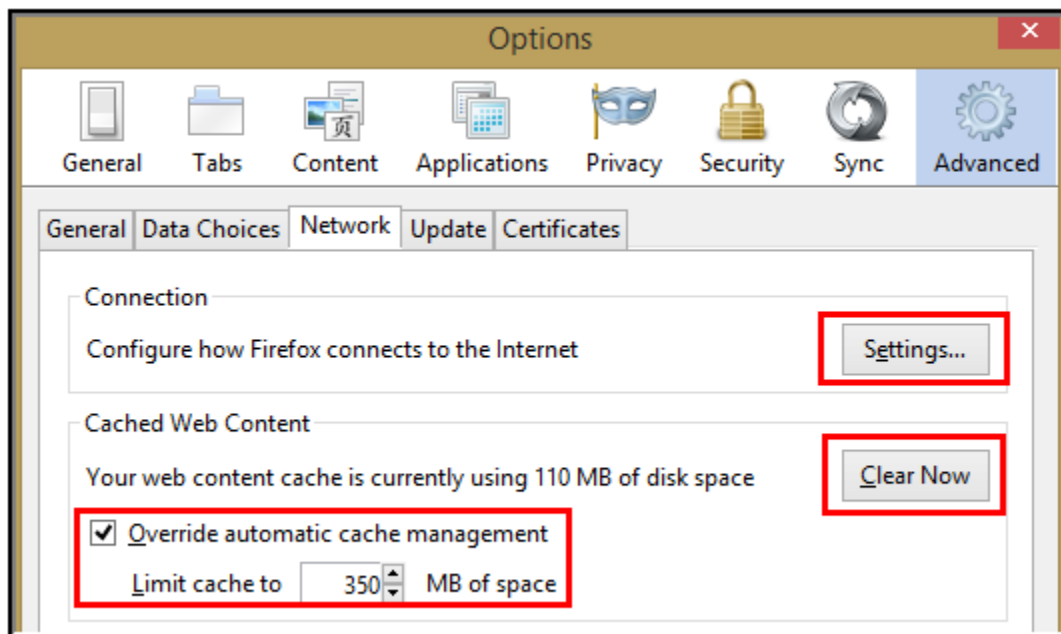 Options
页
General Tabs Content Applications Privacy Security Sync Advanced
General Data Choices Network Update Certificates
Connection
Configure how Firefox connects to the Internet Settings...
Cached Web Content
Your web content cache is currently using 110 MB of disk space Clear Now
Override automatic cache management
Limit cache to 350 MB of space